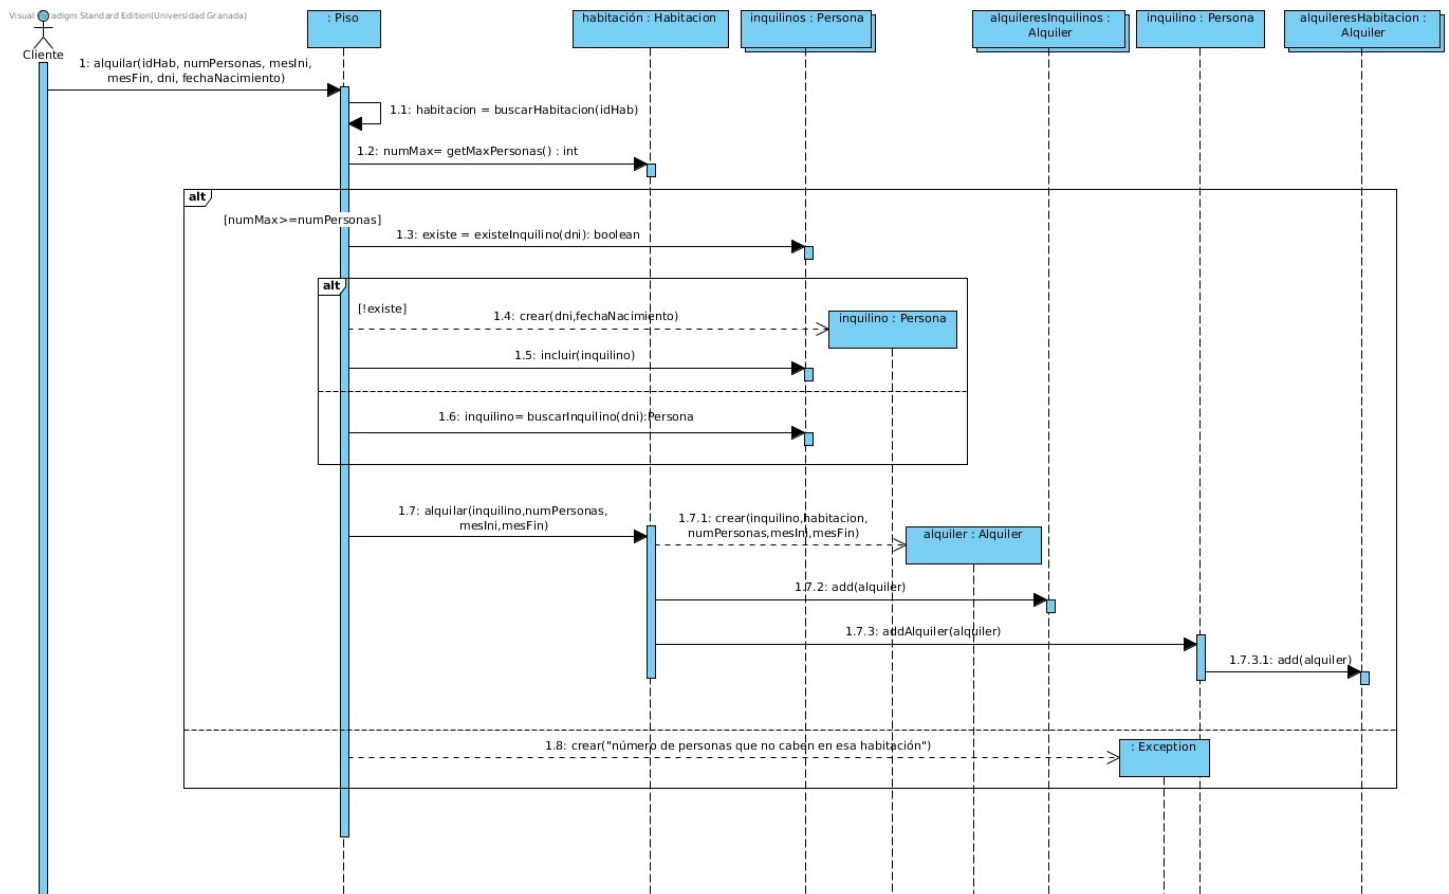 Visual Paradigm Standard Edition(Universidad Granada)
Cliente
: Piso
habitación : Habitacion
inquilinos : Persona
alquileresInquilinos :
Alquiler
inquilino : Persona
alquileresHabitacion :
Alquiler
1: alquilar(idHab, numPersonas, mesIni,
mesFin, dni, fechaNacimiento)
1.1: habitacion = buscarHabitacion(idHab)
1.2: numMax= getMaxPersonas() : int
alt
[numMax>=numPersonas]
1.3: existe = existeInquilino(dni): boolean
alt
[!existe]
1.4: crear(dni,fechaNacimiento)
inquilino : Persona
1.5: incluir(inquilino)
1.6: inquilino= buscarInquilino(dni):Persona
1.7: alquilar(inquilino,numPersonas,
mesIni,mesFin)
1.7.1: crear(inquilino,habitacion,
numPersonas,mesIni,mesFin)
alquiler : Alquiler
1.7.2: add(alquiler)
1.7.3: addAlquiler(alquiler)
1.7.3.1: add(alquiler)
1.8: crear("número de personas que no caben en esa habitación")
: Exception